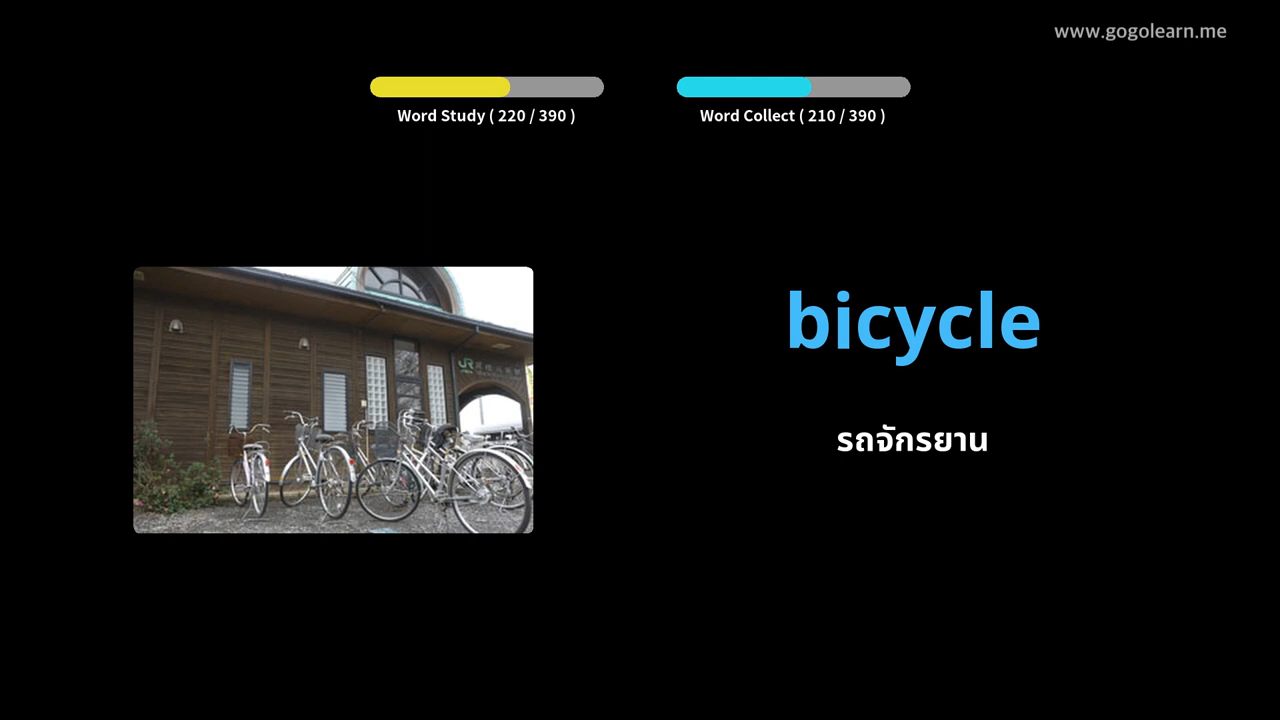 www.gogolearn.me
Word Study ( 220 / 390 )
Word Collect ( 210 / 390 )
JR
bicycle
รถจักรยาน